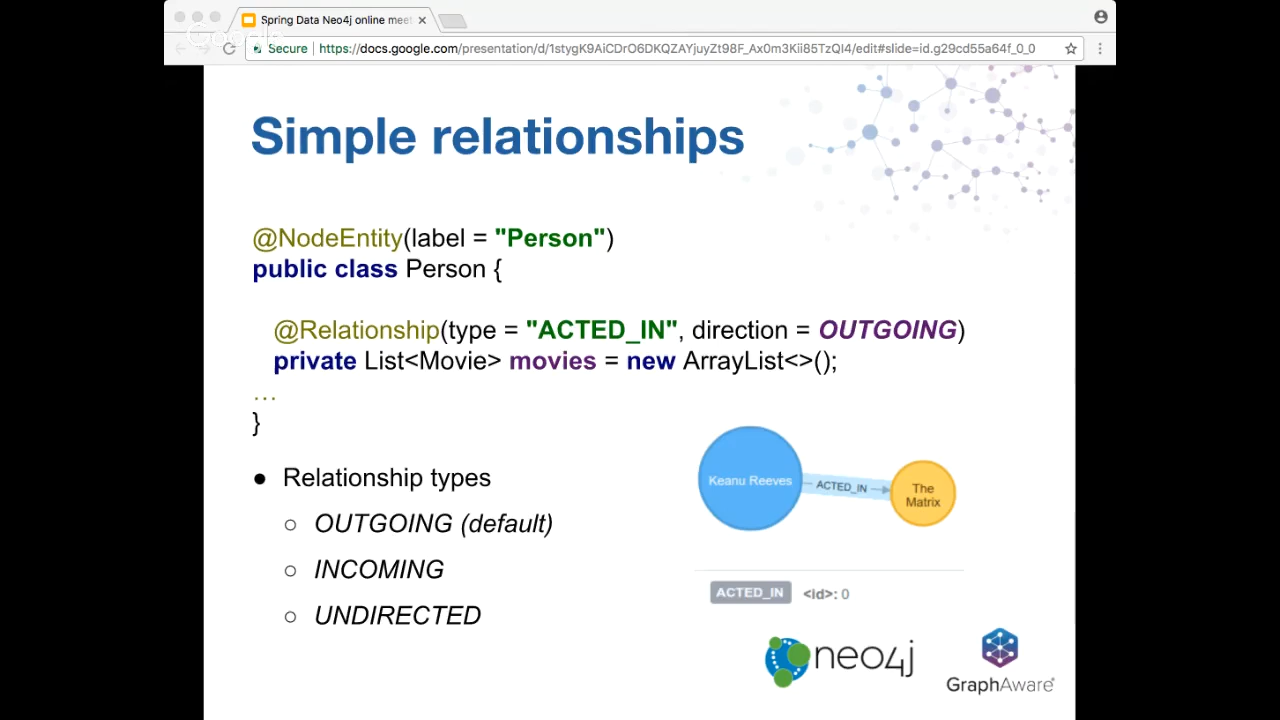 Spring Data Neo4j online meet
Secure
https://docs.google.com/presentation/d/1stygK9AiCDrO6DKQZAYjuyZt98F_Ax0m3Kii85TzQI4/edit#slide=id.g29cd55a64f_0_0
Simple relationships
@NodeEntity(label = "Person")
public class Person {
@Relationship(type = "ACTED_IN", direction = OUTGOING)
private List<Movie> movies = new ArrayList<>();
...
}
● Relationship types
○ OUTGOING (default)
○ INCOMING
○ UNDIRECTED
Keanu Reeves
ACTED_IN
The
Matrix
ACTED_IN <id>: 0
neo4j
GraphAware